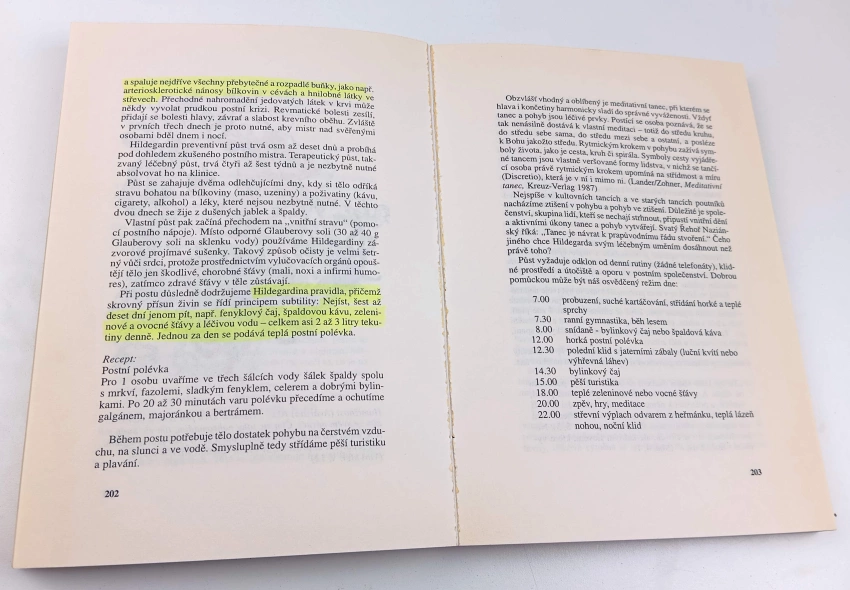 a spaluje nejdříve všechny přebytečné a rozpadlé buňky, jako např.
arteriosklerotické nánosy bílkovin v cévách a hnilobné látky ve
střevech. Přechodné nahromadění jedovatých látek v krvi může
někdy vyvolat prudkou postní krizi. Revmatické bolesti zesílí,
přidají se bolesti hlavy, závrať a slabost krevního oběhu. Zvláště
v prvních třech dnech je proto nutné, aby mistr nad svěřenými
osobami bděl dnem i nocí.
Hildegardin preventivní půst trvá osm až deset dnů a probíhá
pod dohledem zkušeného postního mistra. Terapeutický půst, tak-
zvaný léčebný půst, trvá čtyři až šest týdnů a je nezbytně nutné
absolvovat ho na klinice.
Půst se zahajuje dvěma odlehčujícími dny, kdy si tělo odříká
stravu bohatou na bílkoviny (maso, uzeniny) a poživatiny (kávu,
cigarety, alkohol) a léky, které nejsou nezbytně nutné. V těchto
dvou dnech se žije z dušených jablek a špaldy.
Vlastní půst pak začíná přechodem na „vnitřní stravu“ (pomo-
cí postního nápoje). Místo odporné Glauberovy soli (30 až 40 g
Glauberovy soli na sklenku vody) používáme Hildegardiny zá-
zvorové projímavé sušenky. Takový způsob očisty je velmi šetr-
ný vůči srdci, protože prostřednictvím vylučovacích orgánů opouš-
tějí tělo jen škodlivé, chorobné šťávy (mali, noxi a infirmi humo-
res), zatímco zdravé šťávy v těle zůstávají.
Při postu důsledně dodržujeme Hildegardina pravidla, přičemž
skrovný přísun živin se řídí principem subtility: Nejíst, šest až
deset dní jenom pít, např. fenyklový čaj, špaldovou kávu, zeleni-
nové a ovocné šťávy a léčivou vodu – celkem asi 2 až 3 litry teku-
tiny denně. Jednou za den se podává teplá postní polévka.
Recept:
Postní polévka
Pro 1 osobu uvaříme ve třech šálcích vody šálek špaldy spolu
s mrkví, fazolemi, sladkým fenyklem, celerem a dobrými bylin-
kami. Po 20 až 30 minutách varu polévku přecedíme a ochutíme
galgánem, majoránkou a bertrámem.
Během postu potřebuje tělo dostatek pohybu na čerstvém vzdu-
chu, na slunci a ve vodě. Smysluplně tedy střídáme pěší turistiku
a plavání.
202
Obzvlášť vhodný a oblíbený je meditativní tanec, při kterém se
hlava i končetiny harmonicky sladí do správné vyváženosti. Vždyť
tanec a pohyb jsou léčivé prvky. Postící se osoba poznává, že se
tak nenásilně dostává k vlastní meditaci – totiž do středu kruhu,
do středu sebe sama, do středu mezi sebe a ostatní, a posléze
k Bohu jakožto středu. Rytmickým krokem v pohybu zažívá sym-
boly života, jako je cesta, kruh či spirála. Symboly cesty vyjádře-
né tancem jsou vlastně veršované formy lidstva, v nichž se tančí-
cí osoba právě rytmickým krokem upomíná na střídmost a míru
(Discretio), která je v ní i mimo ni. (Lander/Zohner, Meditativní
tanec, Kreuz-Verlag 1987)
Nejspíše v kultovních tancích a ve starých tancích poutníků
nacházíme ztišení v pohybu a pohyb ve ztišení. Důležité je spole-
čenství, skupina lidí, kteří se nechají strhnout, připustí vnitřní dění
a aktivními úkony tanec a pohyb vytvářejí. Svatý Řehoř Nazián-
ský říká: „Tanec je návrat k prapůvodnímu řádu stvoření.“ Čeho
jiného chce Hildegarda svým léčebným uměním dosáhnout než
právě toho?
Půst vyžaduje odklon od denní rutiny (žádné telefonáty), klid-
né prostředí a útočiště a oporu v postním společenství. Dobrou
pomůckou může být náš osvědčený režim dne:
7.00 probuzení, suché kartáčování, střídání horké a teplé
sprchy
7.30 ranní gymnastika, běh lesem
8.00 snídaně - bylinkový čaj nebo špaldová káva
12.00 horká postní polévka
12.30 polední klid s jaterními zábaly (luční kvítí nebo
výhřevná láhev)
14.30 bylinkový čaj
15.00 pěší turistika
18.00 teplé zeleninové nebo vocné šťávy
20.00 zpěv, hry, meditace
22.00 střevní výplach odvarem z heřmánku, teplá lázeň
nohou, noční klid
203